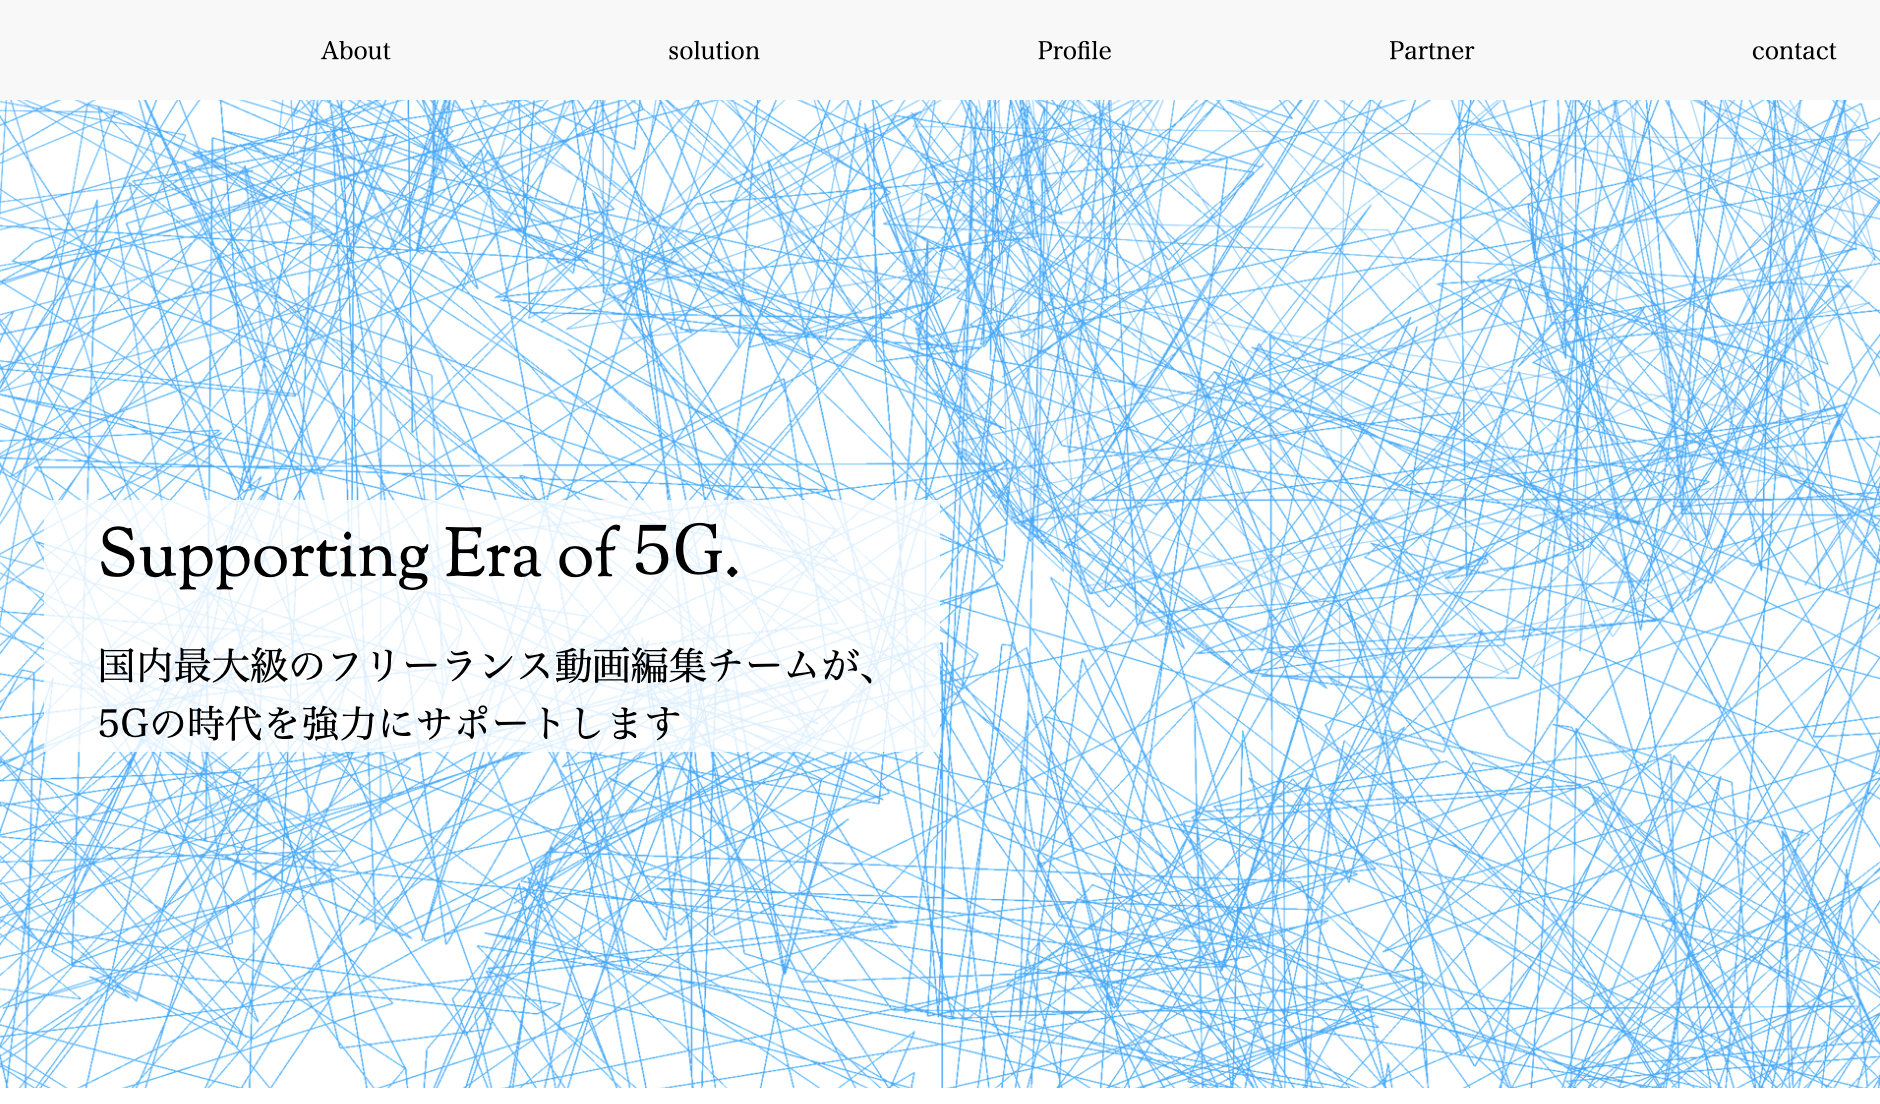 About
solution
Profile
Partner
contact
Supporting Era of 5G.
国内最大級のフリーランス動画編集チームが、
5Gの時代を強力にサポートします